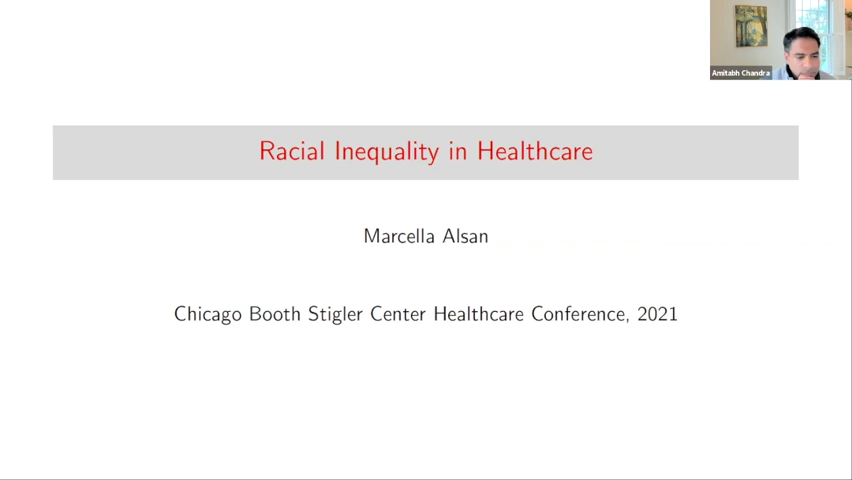 Amitabh Chandra
Racial Inequality in Healthcare
Marcella Alsan
Chicago Booth Stigler Center Healthcare Conference, 2021